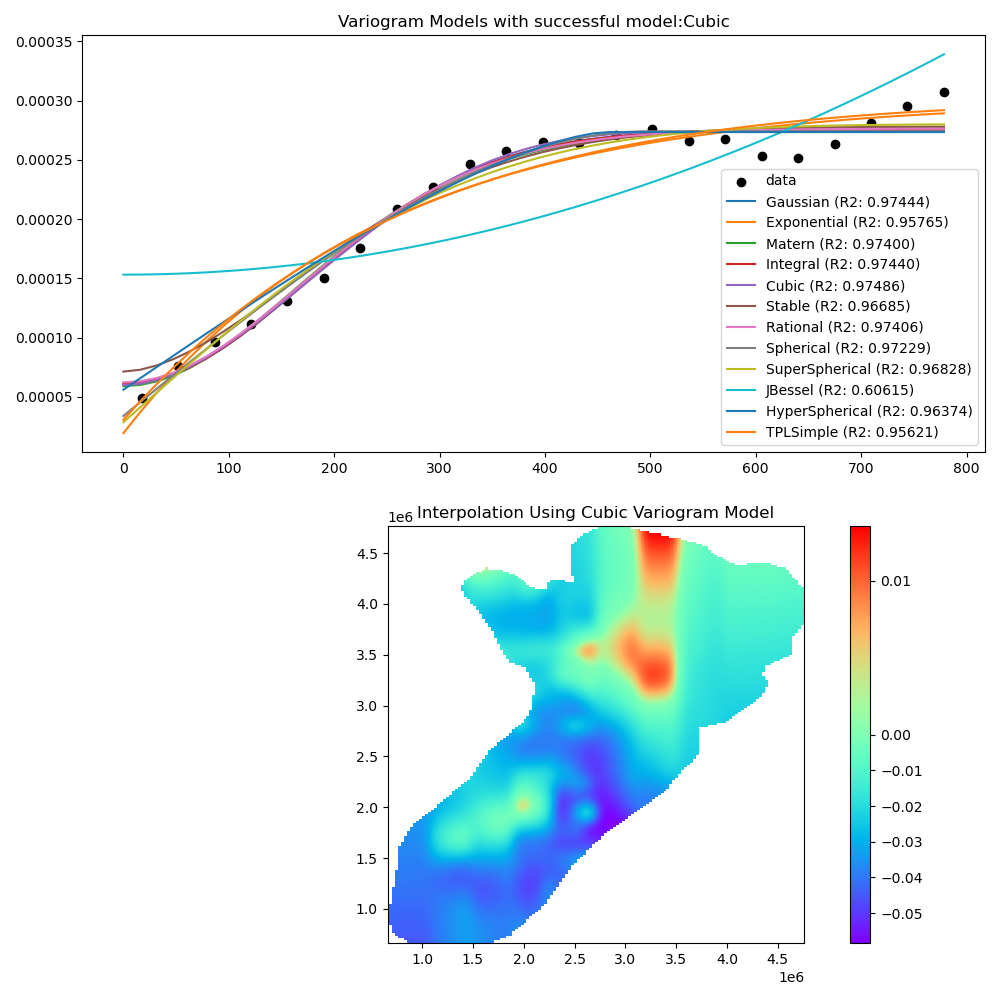 Variogram Models with successful model:Cubic
0.00035
0.00030
0.00025
0.00020
0.00015
0.00010
0.00005
data
Gaussian (R2: 0.97444)
Exponential (R2: 0.95765)
Matern (R2: 0.97400)
Integral (R2: 0.97440)
Cubic (R2: 0.97486)
Stable (R2: 0.96685)
Rational (R2: 0.97406)
Spherical (R2: 0.97229)
SuperSpherical (R2: 0.96828)
JBessel (R2: 0.60615)
HyperSpherical (R2: 0.96374)
TPLSimple (R2: 0.95621)
0 100 200 300 400 500 600 700 800
Interpolation Using Cubic Variogram Model
1e6
4.5
4.0
3.5
3.0
2.5
2.0
1.5
1.0
1.0 1.5 2.0 2.5 3.0 3.5 4.0 4.5
1e6
0.01
0.00
−0.01
−0.02
−0.03
−0.04
−0.05